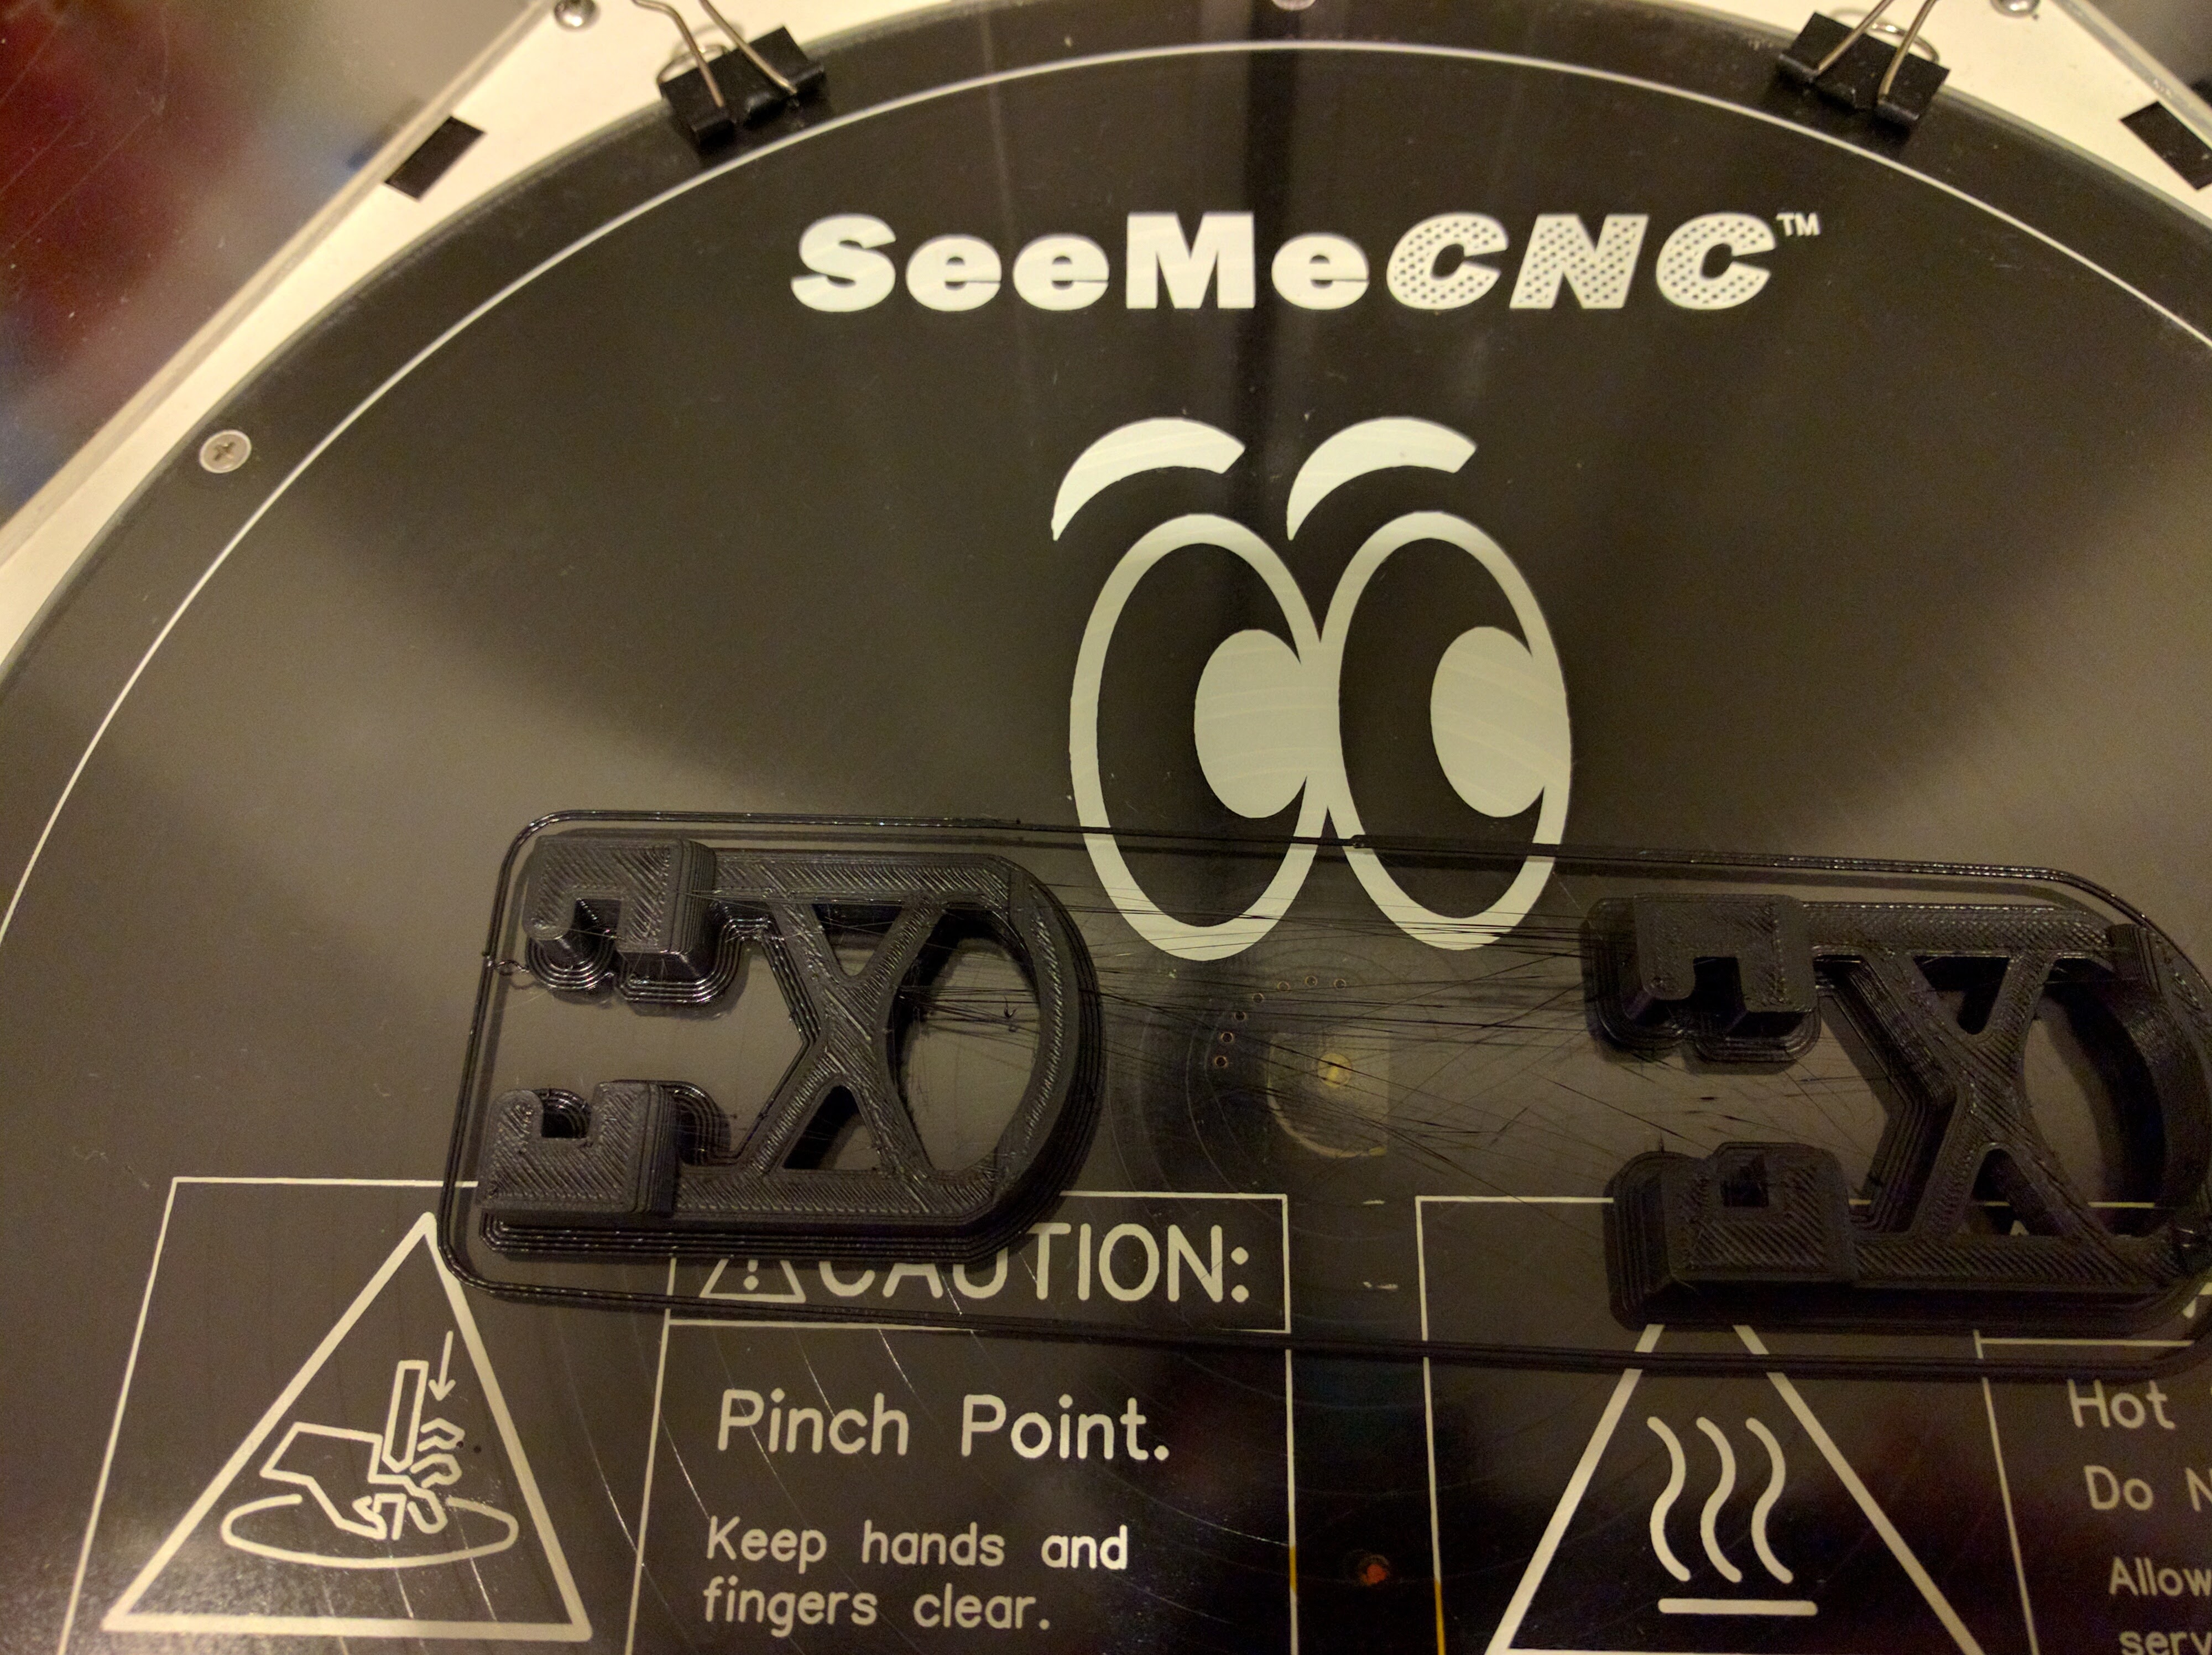 SeeMeCNC™
CAUTION:
Pinch Point.
Keep hands and
fingers clear.
Hot
Do
Allow